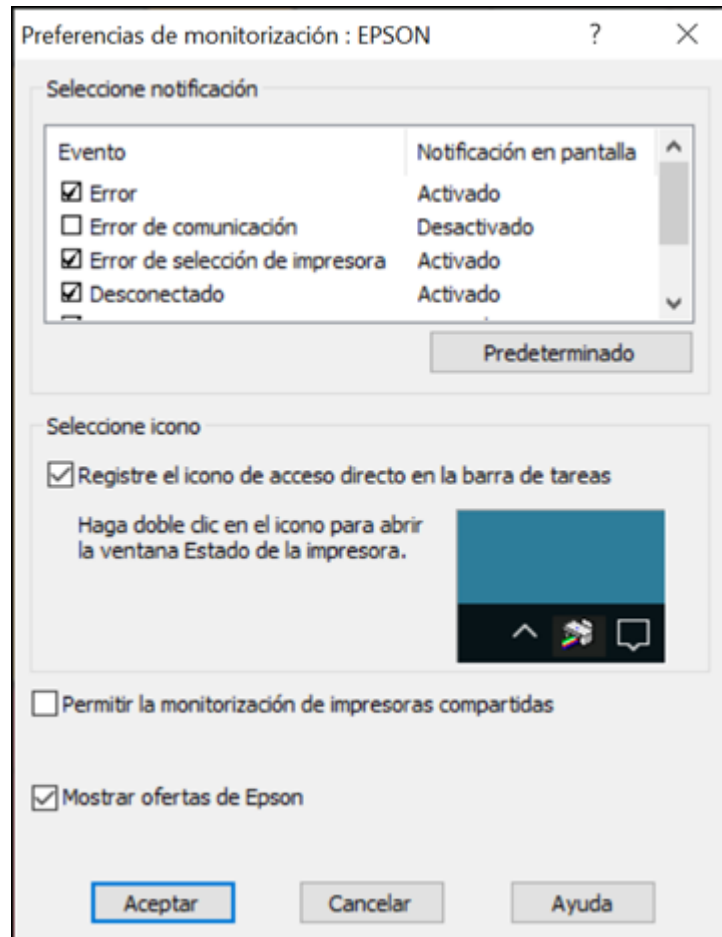 Preferencias de monitorización : EPSON
Seleccione notificación
Evento Notificación en pantalla
Error Activado
Error de comunicación Desactivado
Error de selección de impresora Activado
Desconectado Activado
Predeterminado
Seleccione icono
Registre el icono de acceso directo en la barra de tareas
Haga doble clic en el icono para abrir
la ventana Estado de la impresora.
Permitir la monitorización de impresoras compartidas
Mostrar ofertas de Epson
Aceptar Cancelar Ayuda